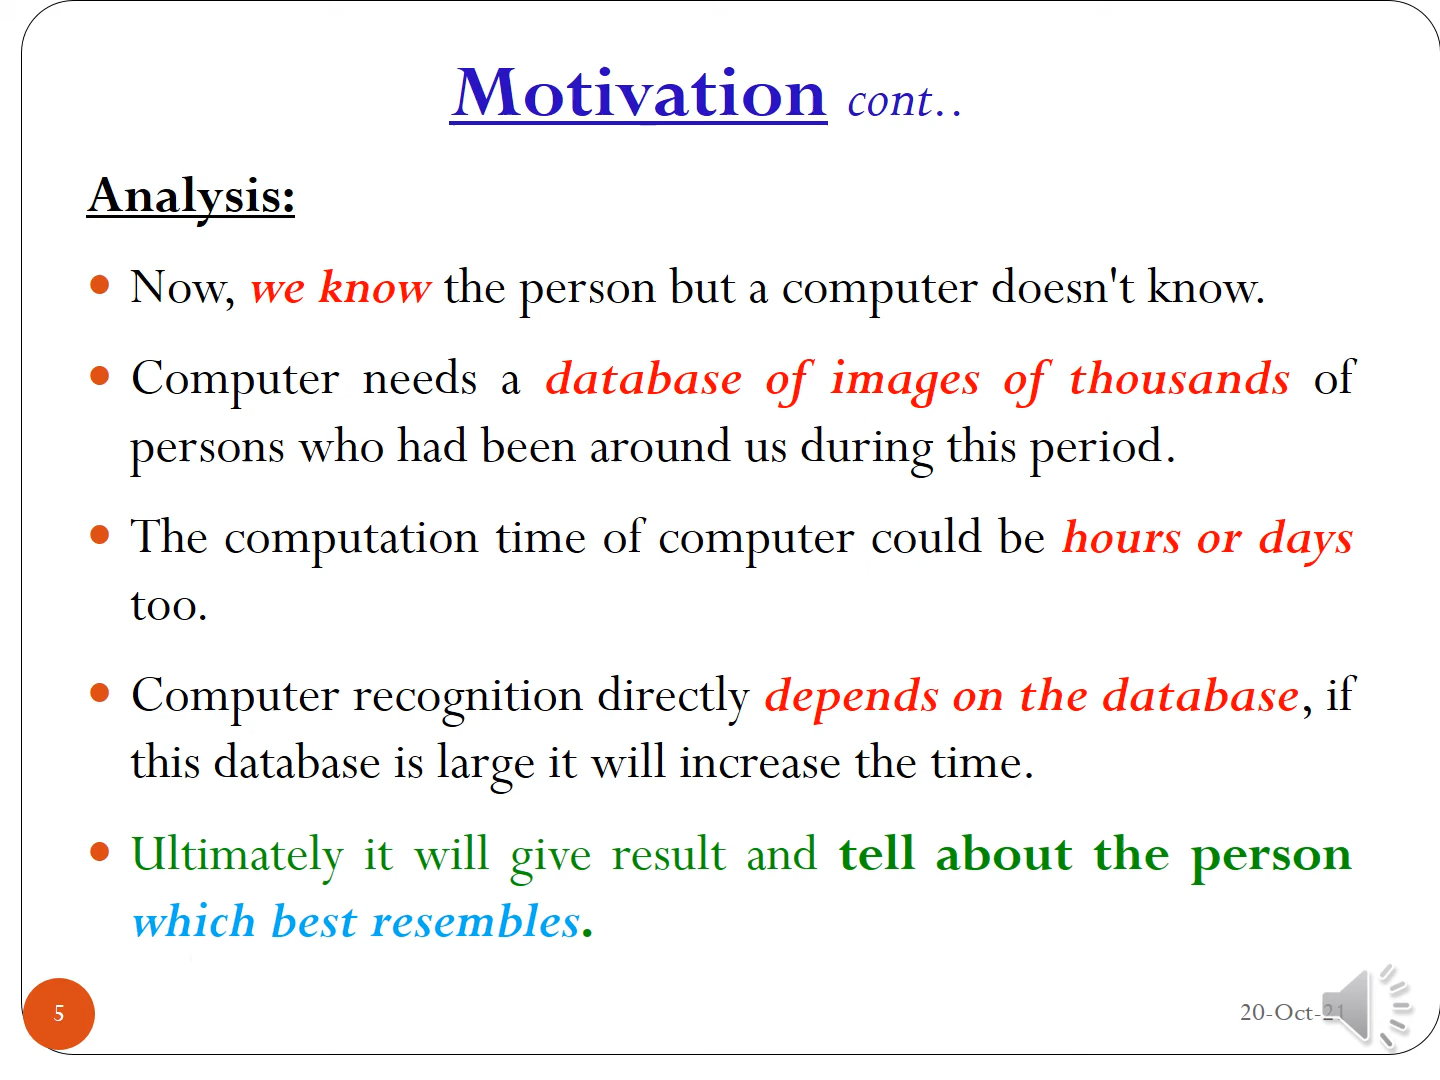 Motivation cont..
Analysis:
Now, we know the person but a computer doesn't know.
Computer needs a database of images of thousands of
persons who had been around us during this period.
The computation time of computer could be hours or days
too.
Computer recognition directly depends on the database, if
this database is large it will increase the time.
Ultimately it will give result and tell about the person
which best resembles.
5
20-Oct-21